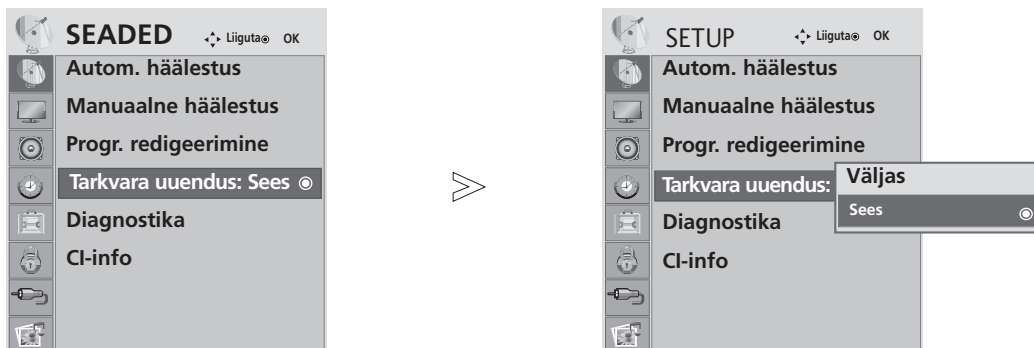 SEADED Liiguta OK
Autom. häälestus
Manuaalne häälestus
Progr. redigeerimine
Tarkvara uuendus: Sees
Diagnostika
CI-info
>
SETUP Liiguta OK
Autom. häälestus
Manuaalne häälestus
Progr. redigeerimine
Tarkvara uuendus:
Väljas
Sees
Diagnostika
CI-info